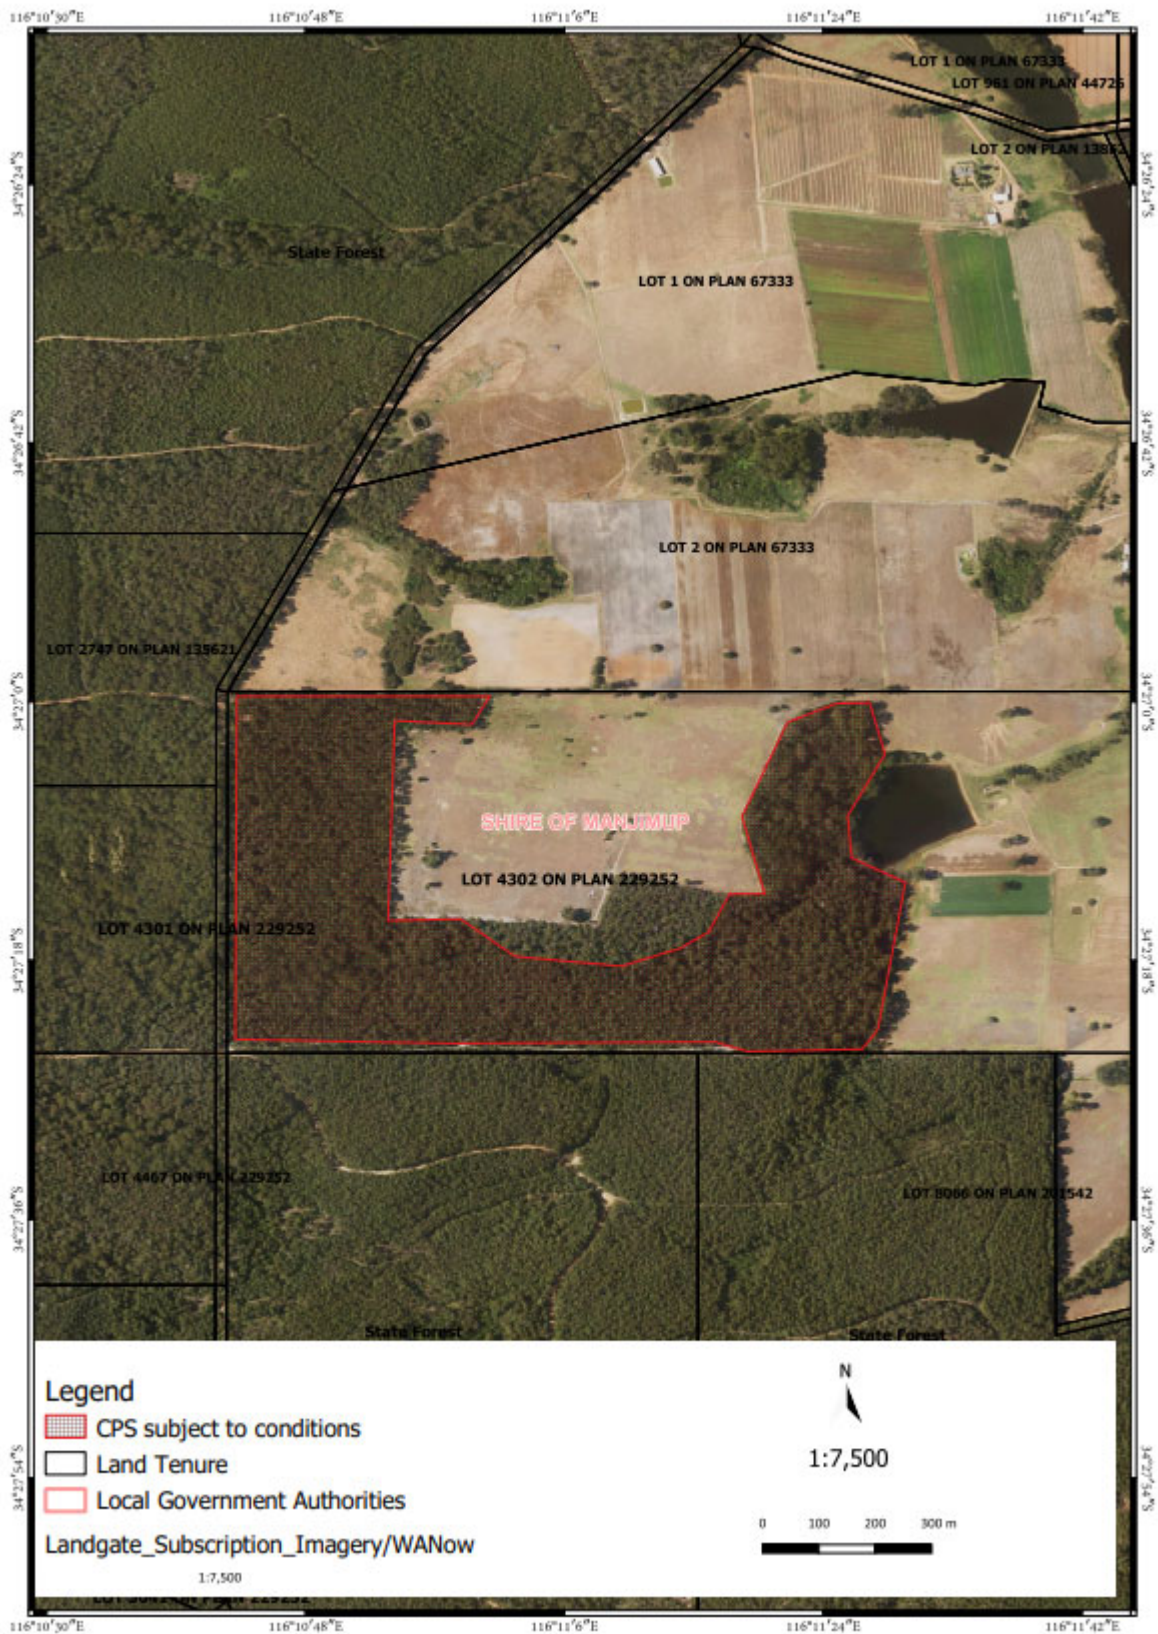 116°10'30"E 116°10'48"E 116°11'6"E 116°11'24"E 116°11'42"E
LOT 1 ON PLAN 67333
LOT 961 ON PLAN 44726
LOT 2 ON PLAN 13862
34°26'24"S 34°26'24"S
State Forest
LOT 1 ON PLAN 67333
34°26'42"S 34°26'42"S
LOT 2 ON PLAN 67333
LOT 2747 ON PLAN 135621
34°27'0"S 34°27'0"S
SHIRE OF MANJIMUP
LOT 4302 ON PLAN 229252
LOT 4301 ON PLAN 229252
34°27'18"S 34°27'18"S
LOT 4467 ON PLAN 229252
LOT 8086 ON PLAN 201542
34°27'36"S 34°27'36"S
State Forest State Forest
Legend
CPS subject to conditions
Land Tenure
Local Government Authorities
Landgate_Subscription_Imagery/WANow
1:7,500
N
1:7,500
0 100 200 300 m
34°27'54"S 34°27'54"S
ON PLAN 229252
116°10'30"E 116°10'48"E 116°11'6"E 116°11'24"E 116°11'42"E